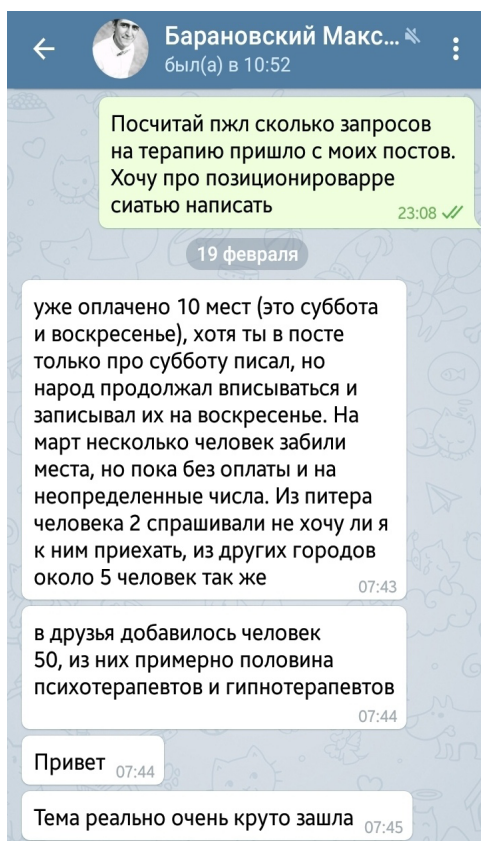 Барановский Макс...
был(а) в 10:52
Посчитай пжл сколько запросов
на терапию пришло с моих постов.
Хочу про позиционироварре
сиатью написать
23:08
19 февраля
уже оплачено 10 мест (это суббота
и воскресенье), хотя ты в посте
только про субботу писал, но
народ продолжал вписываться и
записывал их на воскресенье. На
март несколько человек забили
места, но пока без оплаты и на
неопределенные числа. Из питера
человека 2 спрашивали не хочу ли я
к ним приехать, из других городов
около 5 человек так же
07:43
в друзья добавилось человек
50, из них примерно половина
психотерапевтов и гипнотерапевтов
07:44
Привет 07:44
Тема реально очень круто зашла 07:45